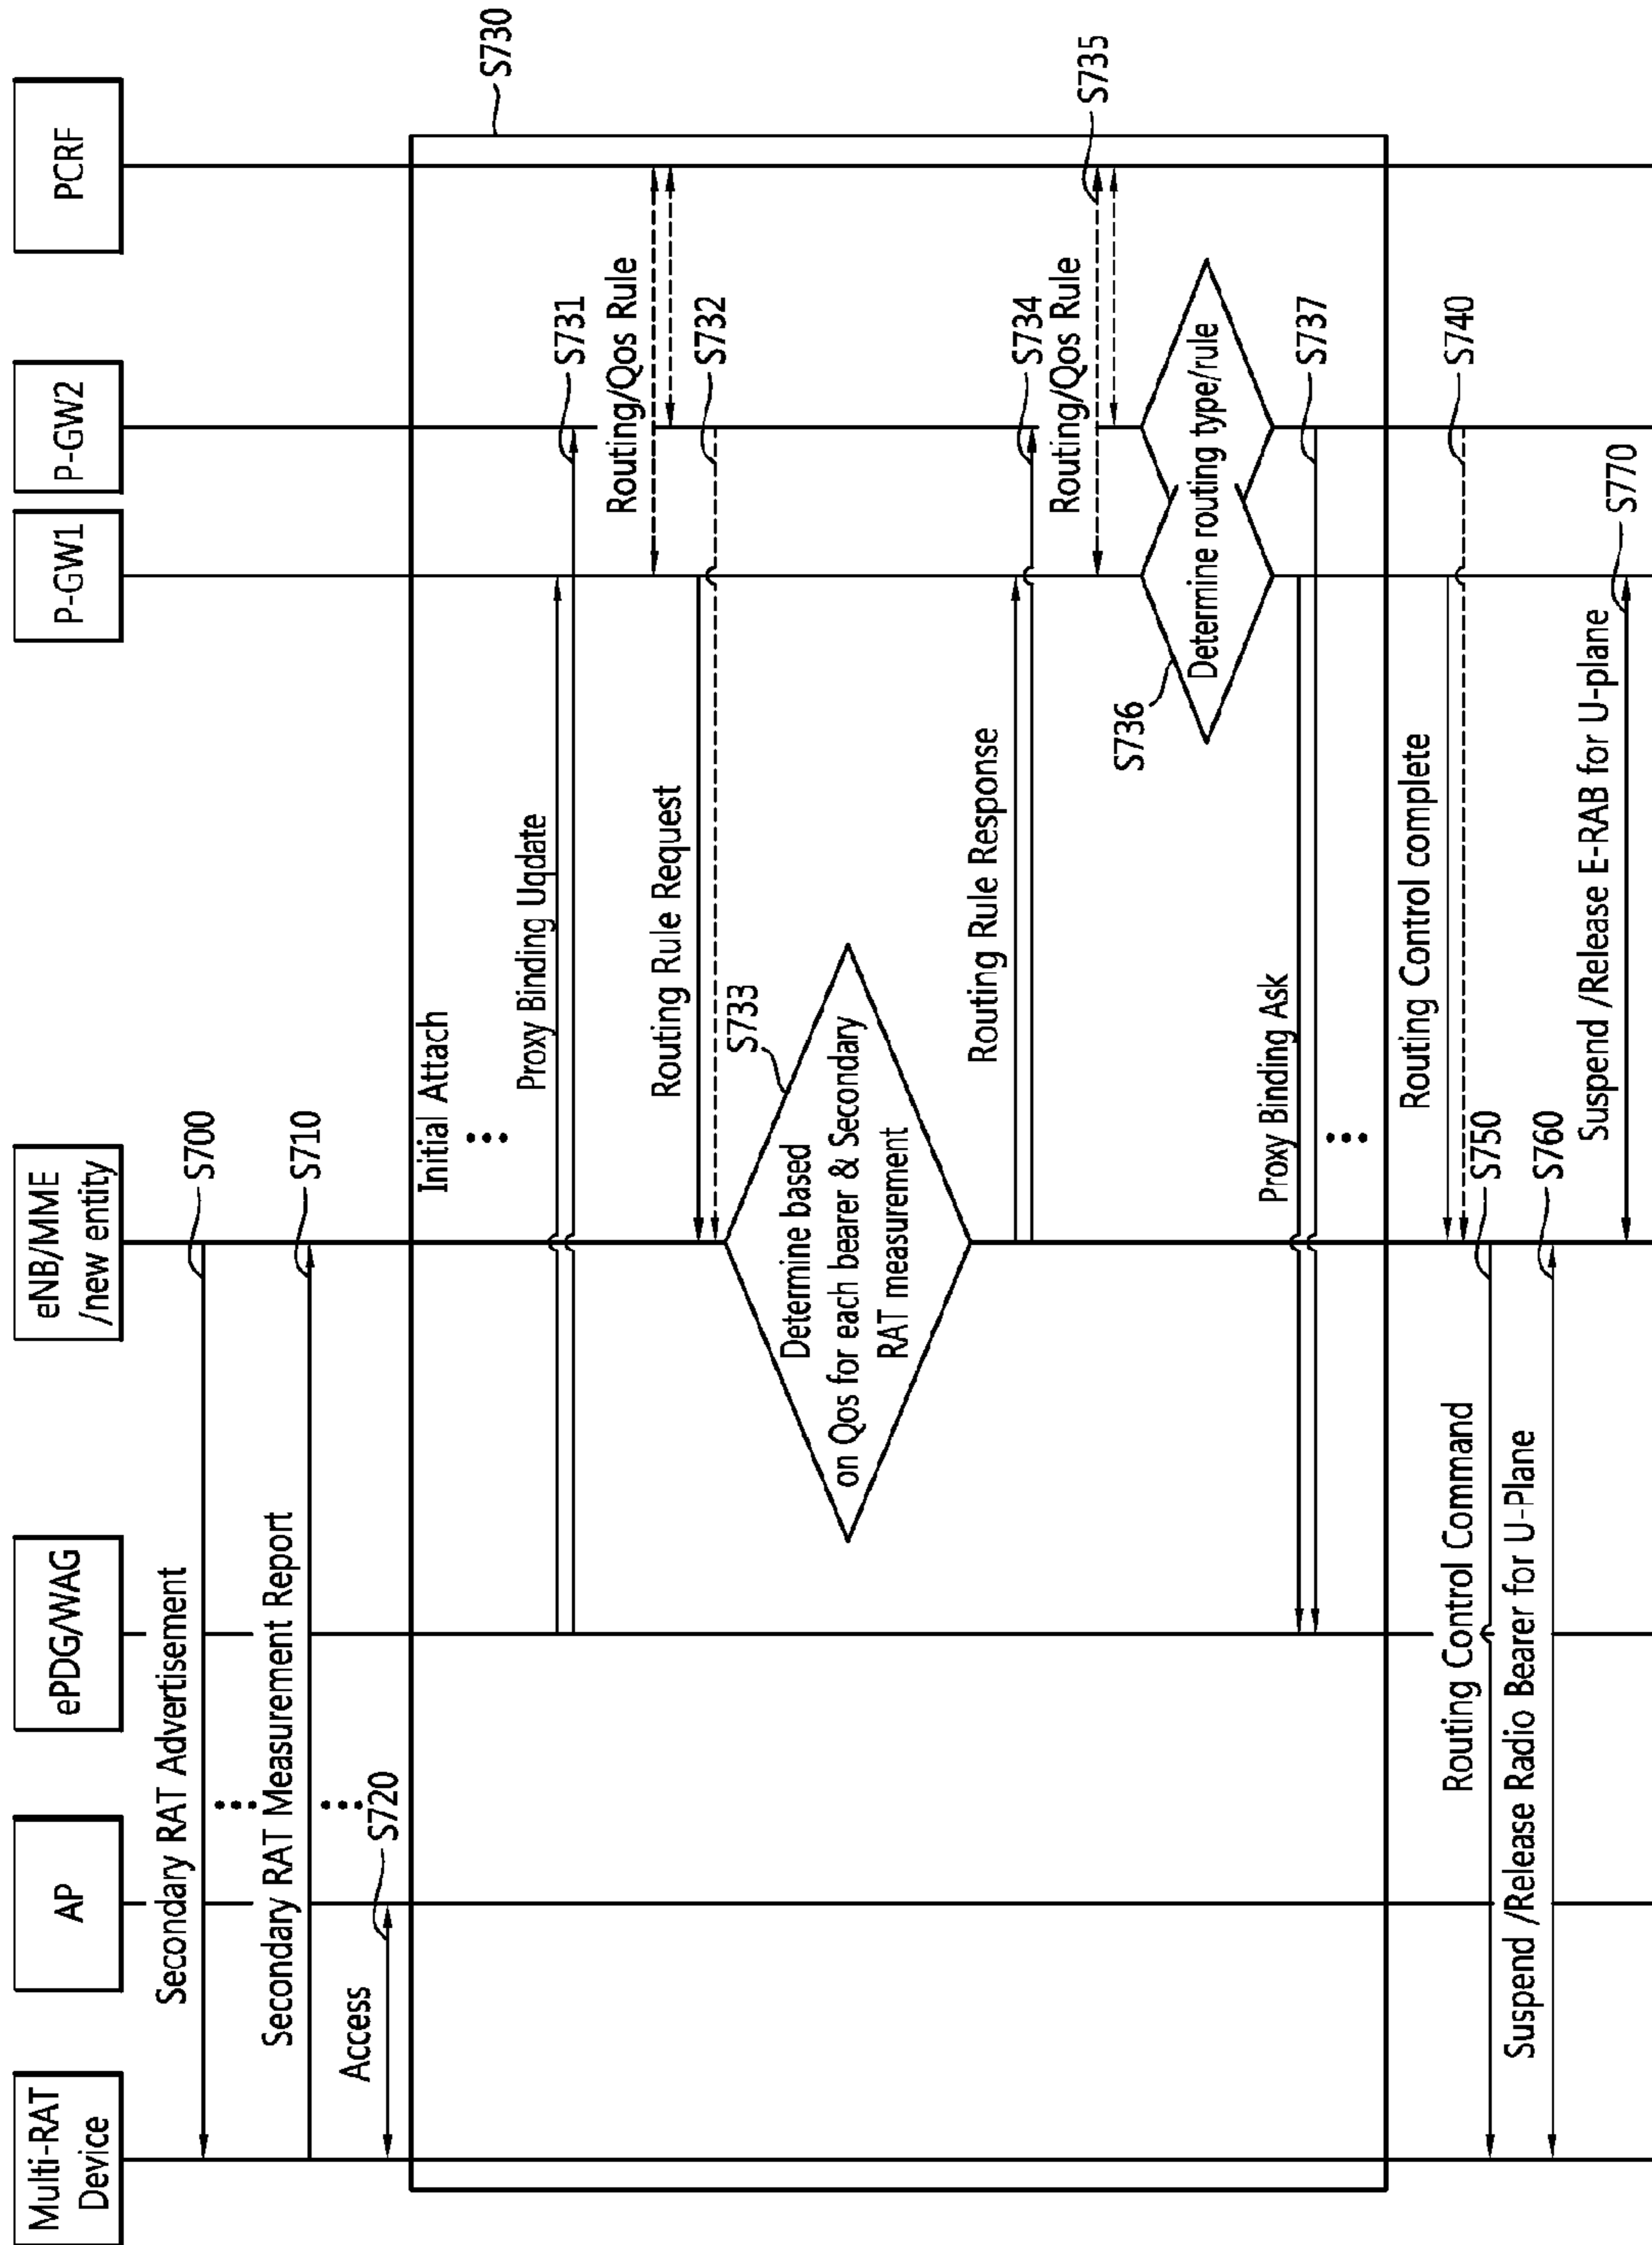 Multi-RAT
Device
AP
ePDG/WAG
eNB/MME
/new entity
P-GW1
P-GW2
PCRF
Secondary RAT Advertisement
S700
Secondary RAT Measurement Report
S710
Access
S720
S730
Initial Attach
Proxy Binding Uqdate
S731
Routing/Qos Rule
Routing Rule Request
S732
S733
Determine based
on Qos for each bearer & Secondary
RAT measurement
Routing Rule Response
S734
Routing/Qos Rule
S735
S736
Determine routing type/rule
Proxy Binding Ask
S737
Routing Control complete
S740
Routing Control Command
S750
Suspend /Release Radio Bearer for U-Plane
S760
Suspend /Release E-RAB for U-plane
S770